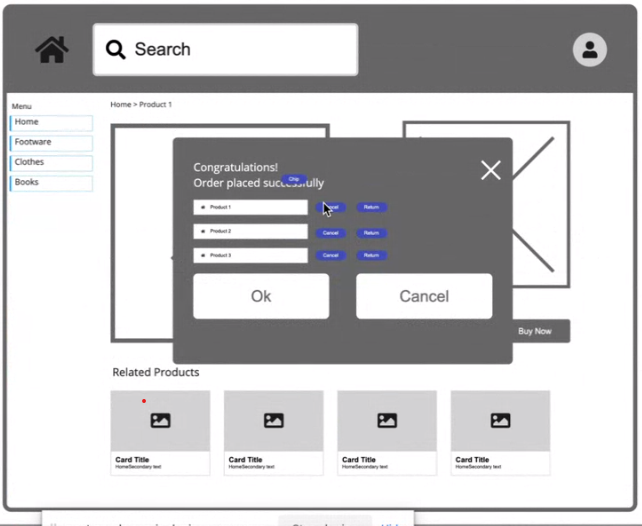 Search
Menu
Home
Footware
Clothes
Books
Home > Product 1
Congratulations!
Order placed successfully
Chip
Product 1
Cancel
Return
Product 2
Cancel
Return
Product 3
Cancel
Return
Ok
Cancel
Buy Now
Related Products
Card Title
HomeSecondary text
Card Title
HomeSecondary text
Card Title
HomeSecondary text
Card Title
HomeSecondary text